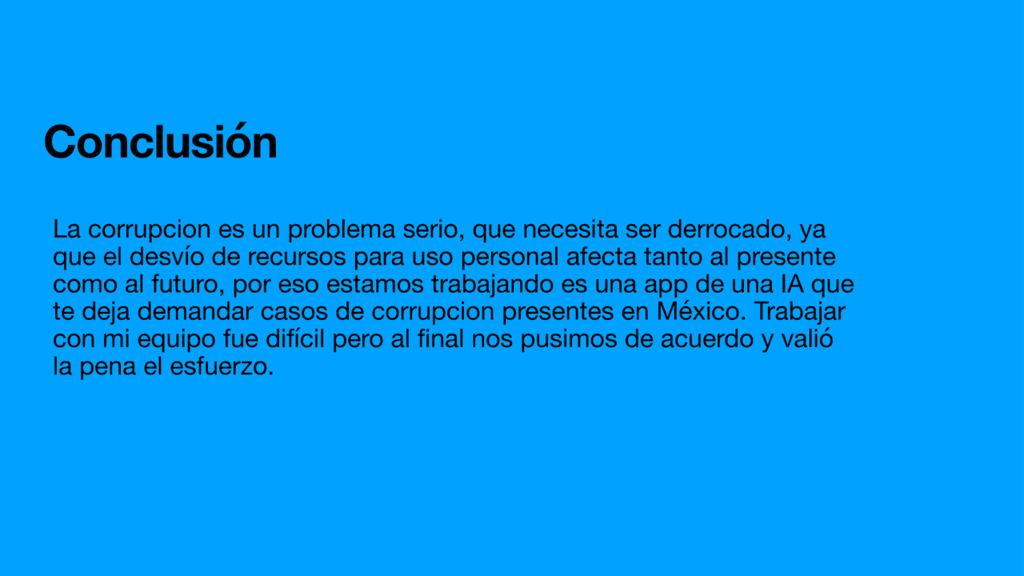 Conclusión
La corrupcion es un problema serio, que necesita ser derrocado, ya
que el desvío de recursos para uso personal afecta tanto al presente
como al futuro, por eso estamos trabajando es una app de una IA que
te deja demandar casos de corrupcion presentes en México. Trabajar
con mi equipo fue difícil pero al final nos pusimos de acuerdo y valió
la pena el esfuerzo.